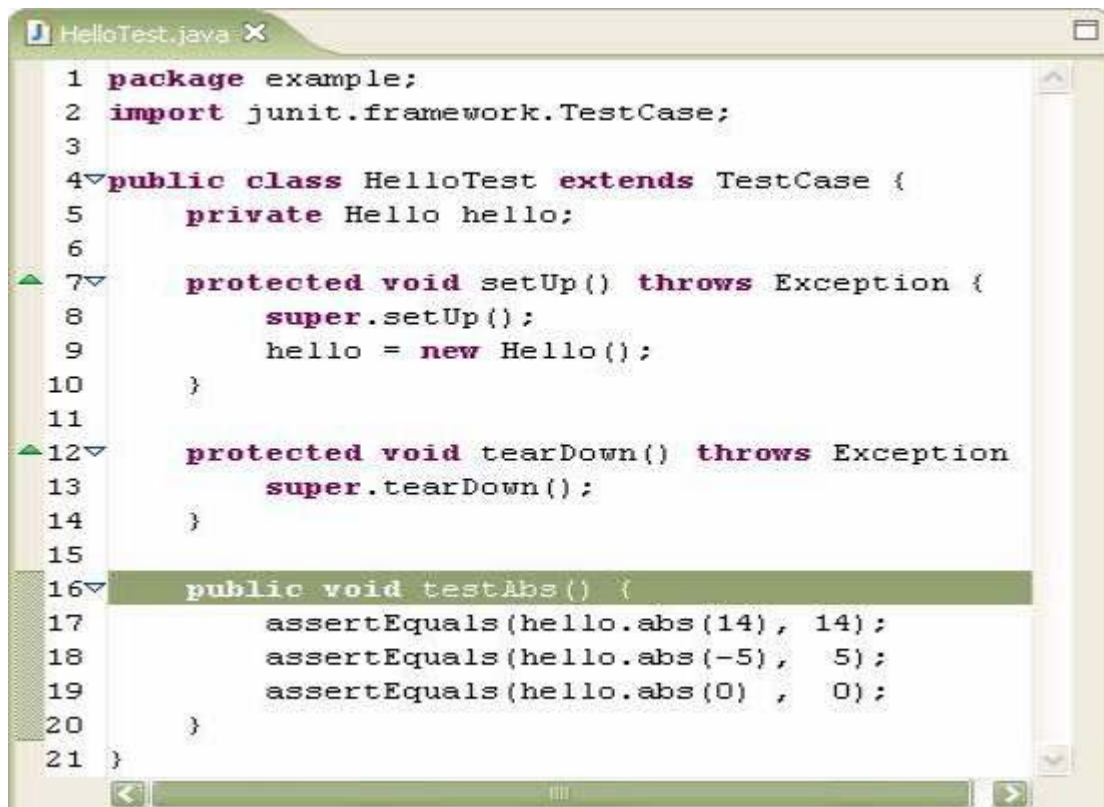 HelloTest.java
1 package example;
2 import junit.framework.TestCase;
3
4 public class HelloTest extends TestCase {
5 private Hello hello;
6
7 protected void setUp() throws Exception {
8 super.setUp();
9 hello = new Hello();
10 }
11
12 protected void tearDown() throws Exception
13 super.tearDown();
14 }
15
16 public void testAbs() {
17 assertEquals(hello.abs(14), 14);
18 assertEquals(hello.abs(-5), 5);
19 assertEquals(hello.abs(0) , 0);
20 }
21 }